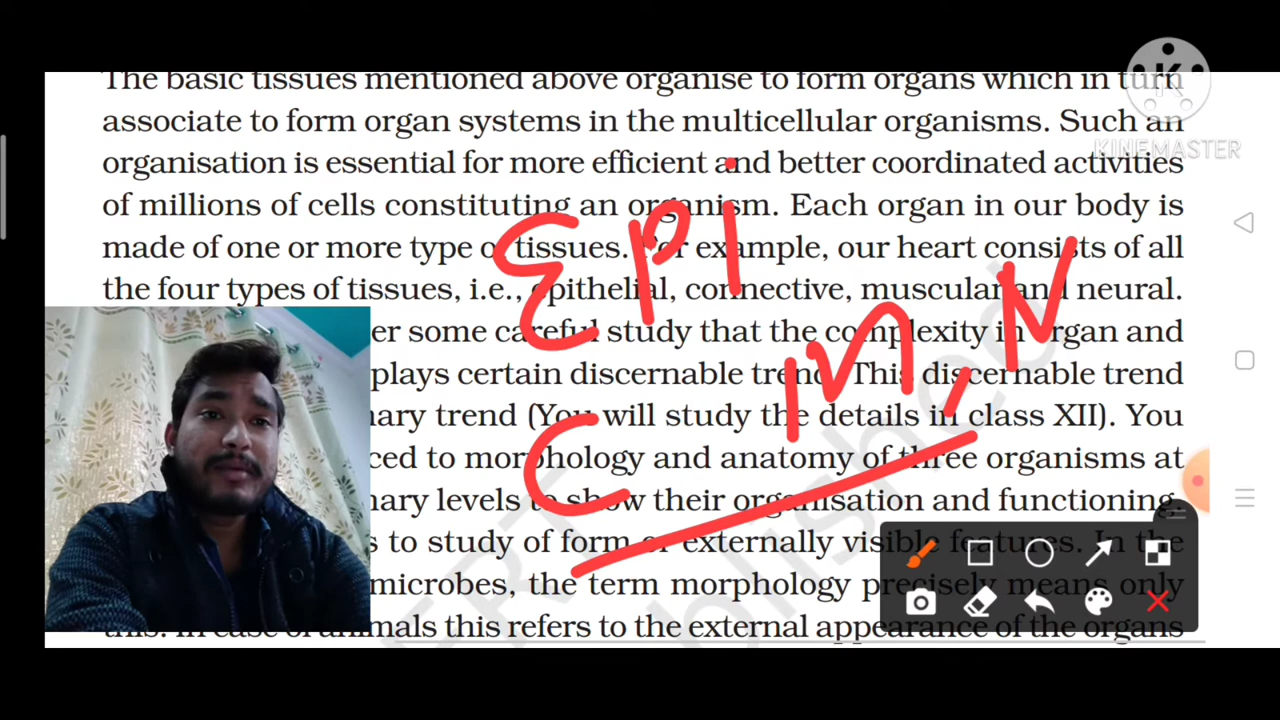 The basic tissues mentioned above organise to form organs which in turn
associate to form organ systems in the multicellular organisms. Such an
organisation is essential for more efficient and better coordinated activities
of millions of cells constituting an organism. Each organ in our body is
made of one or more type of tissues. For example, our heart consists of all
the four types of tissues, i.e., epithelial, connective, muscular and neural.
er some careful study that the complexity in organ and
plays certain discernable trend. This discernable trend
nary trend (You will study the details in class XII). You
ced to morphology and anatomy of three organisms at
nary levels to show their organisation and functioning.
s to study of form or externally visible features. In the
microbes, the term morphology precisely means only
this. In case of animals this refers to the external appearance of the organs
EPi
C M, N
KINEMASTER
K
blished